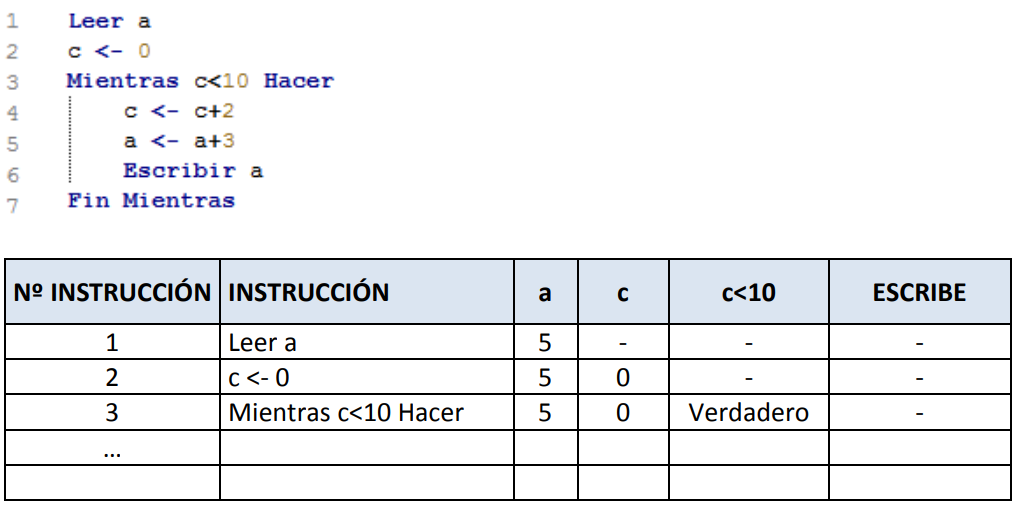 1 Leer a
2 c <- 0
3 Mientras c<10 Hacer
4 c <- c+2
5 a <- a+3
6 Escribir a
7 Fin Mientras
Nº INSTRUCCIÓN INSTRUCCIÓN a c c<10 ESCRIBE
1 Leer a 5 - - -
2 c <- 0 5 0 - -
3 Mientras c<10 Hacer 5 0 Verdadero -
...